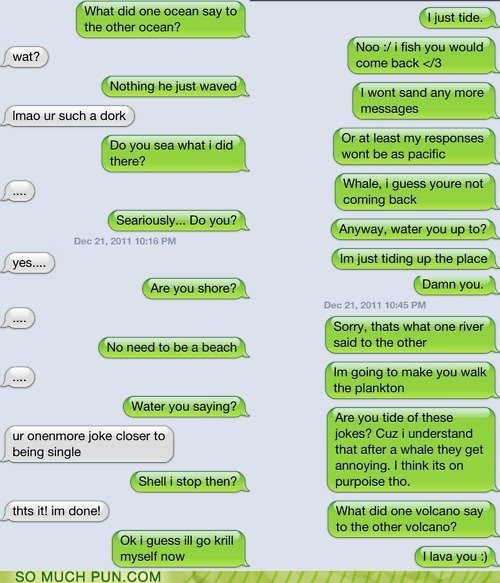 What did one ocean say to
the other ocean?
wat?
Nothing he just waved
lmao ur such a dork
Do you sea what i did
there?
....
Seariously... Do you?
Dec 21, 2011 10:16 PM
yes....
Are you shore?
....
No need to be a beach
....
Water you saying?
ur onenmore joke closer to
being single
Shell i stop then?
thts it! im done!
Ok i guess ill go krill
myself now
I just tide.
Noo :/ i fish you would
come back </3
I wont sand any more
messages
Or at least my responses
wont be as pacific
Whale, i guess youre not
coming back
Anyway, water you up to?
Im just tiding up the place
Damn you.
Dec 21, 2011 10:45 PM
Sorry, thats what one river
said to the other
Im going to make you walk
the plankton
Are you tide of these
jokes? Cuz i understand
that after a whale they get
annoying. I think its on
purpoise tho.
What did one volcano say
to the other volcano?
I lava you :)
SO MUCH PUN.COM